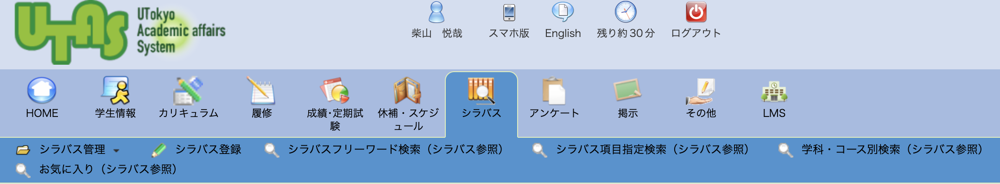 UTAS
UTokyo
Academic affairs
System
柴山　悦哉
スマホ版
English
残り約30分
ログアウト
HOME
学生情報
カリキュラム
履修
成績･定期試
験
休補・スケジ
ュール
シラバス
アンケート
掲示
その他
LMS
シラバス管理
シラバス登録
シラバスフリーワード検索（シラバス参照）
シラバス項目指定検索（シラバス参照）
学科・コース別検索（シラバス参照）
お気に入り（シラバス参照）